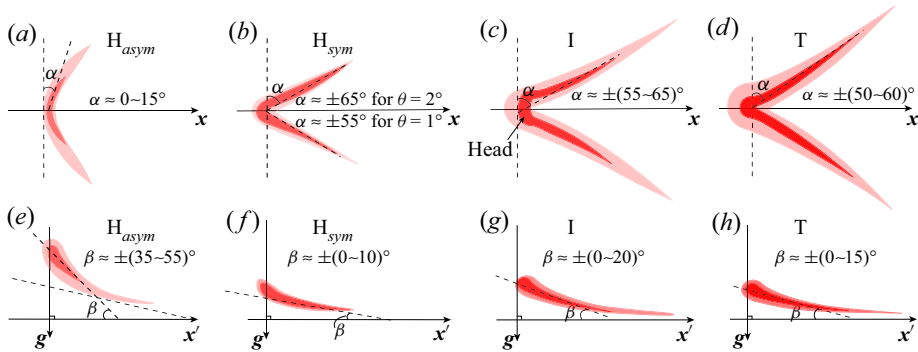 (a) H_asym
α
α ≈ 0~15°
x
(b) H_sym
α
α ≈ ±65° for θ = 2°
α ≈ ±55° for θ = 1°
x
(c) I
α
α ≈ ±(55~65)°
x
Head
(d) T
α
α ≈ ±(50~60)°
x
(e) H_asym
β ≈ ±(35~55)°
β
g
x′
(f) H_sym
β ≈ ±(0~10)°
β
g
x′
(g) I
β ≈ ±(0~20)°
β
g
x′
(h) T
β ≈ ±(0~15)°
β
g
x′